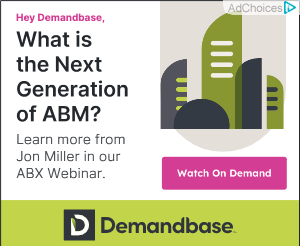 AdChoices
Hey Demandbase,
What is
the Next
Generation
of ABM?
Learn more from
Jon Miller in our
ABX Webinar.
Watch On Demand
Demandbase